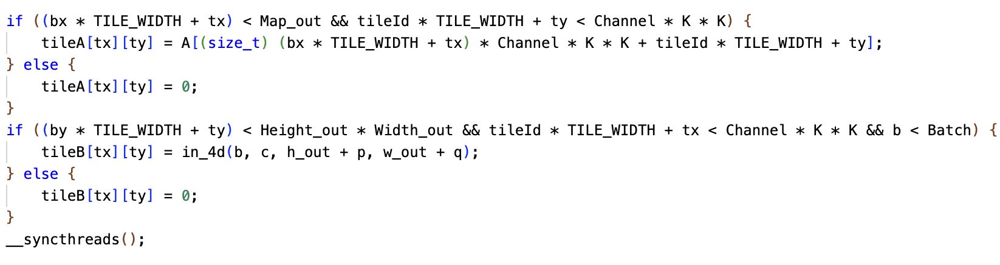 if ((bx * TILE_WIDTH + tx) < Map_out && tileId * TILE_WIDTH + ty < Channel * K * K) {
    tileA[tx][ty] = A[(size_t) (bx * TILE_WIDTH + tx) * Channel * K * K + tileId * TILE_WIDTH + ty];
} else {
    tileA[tx][ty] = 0;
}
if ((by * TILE_WIDTH + ty) < Height_out * Width_out && tileId * TILE_WIDTH + tx < Channel * K * K && b < Batch) {
    tileB[tx][ty] = in_4d(b, c, h_out + p, w_out + q);
} else {
    tileB[tx][ty] = 0;
}
__syncthreads();